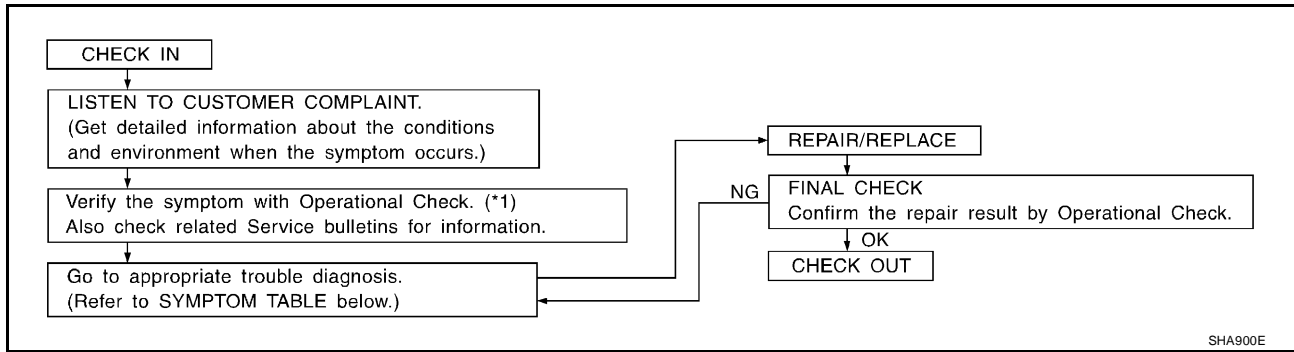 CHECK IN
LISTEN TO CUSTOMER COMPLAINT.
(Get detailed information about the conditions
and environment when the symptom occurs.)
Verify the symptom with Operational Check. (*1)
Also check related Service bulletins for information.
Go to appropriate trouble diagnosis.
(Refer to SYMPTOM TABLE below.)
REPAIR/REPLACE
NG
FINAL CHECK
Confirm the repair result by Operational Check.
OK
CHECK OUT
SHA900E